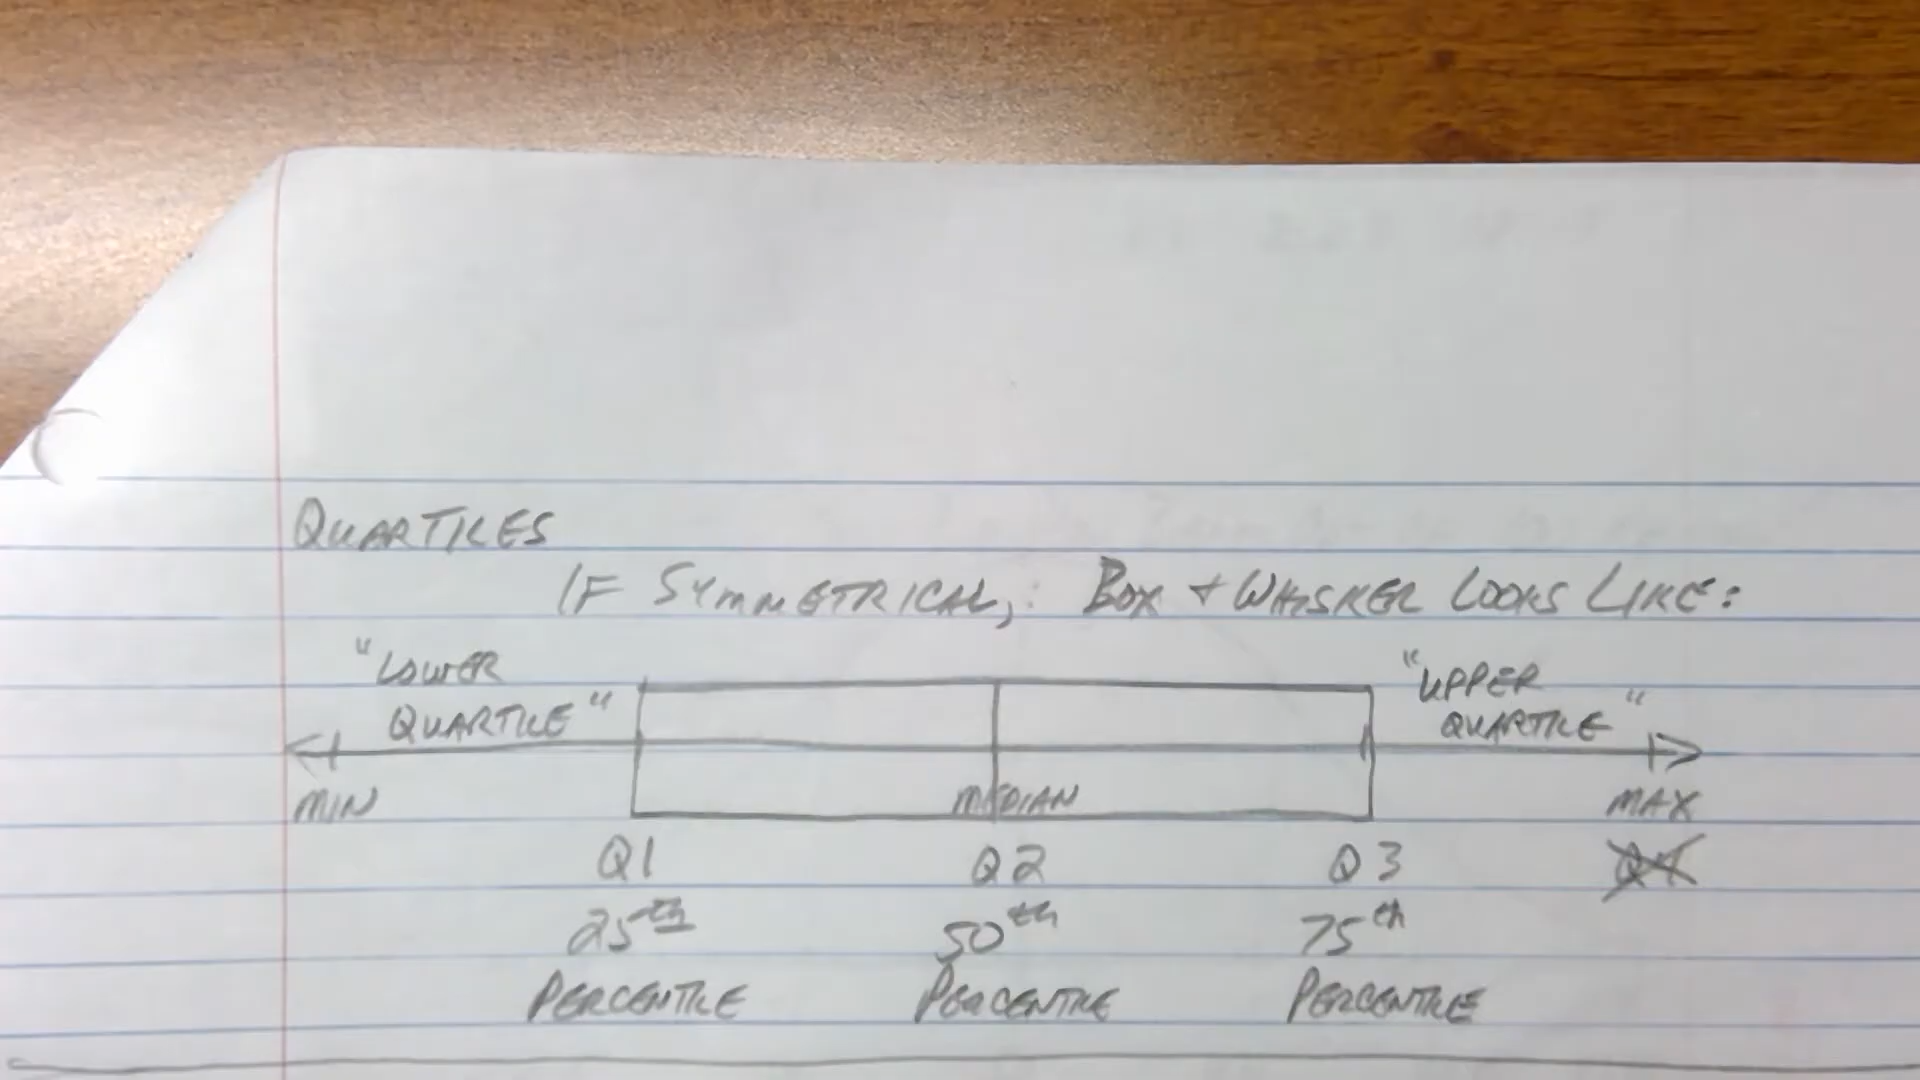 QUARTILES
IF SYMMETRICAL, : BOX + WHISKER LOOKS LIKE:
"LOWER
QUARTILE"
"UPPER
QUARTILE"
MIN
MEDIAN
MAX
Q1 Q2 Q3 Q4
25th 50th 75th
PERCENTILE PERCENTILE PERCENTILE